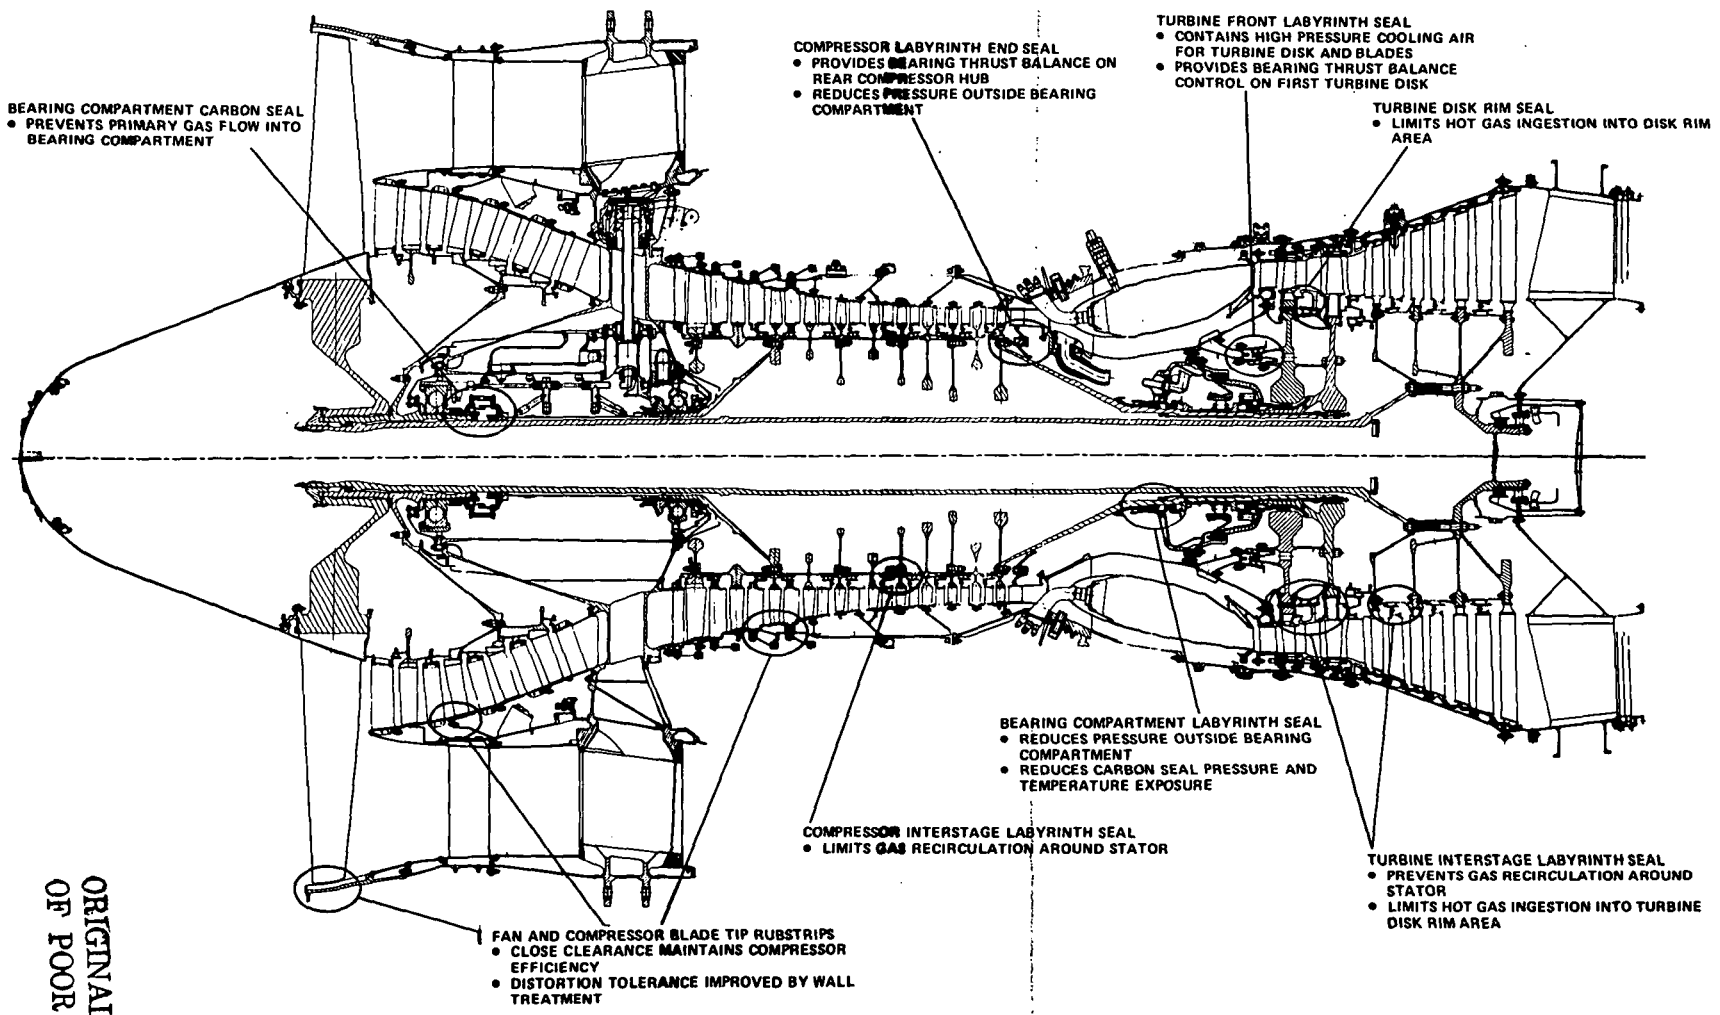 TURBINE FRONT LABYRINTH SEAL
• CONTAINS HIGH PRESSURE COOLING AIR
FOR TURBINE DISK AND BLADES
• PROVIDES BEARING THRUST BALANCE
CONTROL ON FIRST TURBINE DISK
COMPRESSOR LABYRINTH END SEAL
• PROVIDES BEARING THRUST BALANCE ON
REAR COMPRESSOR HUB
• REDUCES PRESSURE OUTSIDE BEARING
COMPARTMENT
BEARING COMPARTMENT CARBON SEAL
• PREVENTS PRIMARY GAS FLOW INTO
BEARING COMPARTMENT
TURBINE DISK RIM SEAL
• LIMITS HOT GAS INGESTION INTO DISK RIM
AREA
BEARING COMPARTMENT LABYRINTH SEAL
• REDUCES PRESSURE OUTSIDE BEARING
COMPARTMENT
• REDUCES CARBON SEAL PRESSURE AND
TEMPERATURE EXPOSURE
COMPRESSOR INTERSTAGE LABYRINTH SEAL
• LIMITS GAS RECIRCULATION AROUND STATOR
TURBINE INTERSTAGE LABYRINTH SEAL
• PREVENTS GAS RECIRCULATION AROUND
STATOR
• LIMITS HOT GAS INGESTION INTO TURBINE
DISK RIM AREA
FAN AND COMPRESSOR BLADE TIP RUBSTRIPS
• CLOSE CLEARANCE MAINTAINS COMPRESSOR
EFFICIENCY
• DISTORTION TOLERANCE IMPROVED BY WALL
TREATMENT
ORIGINAL
OF POOR